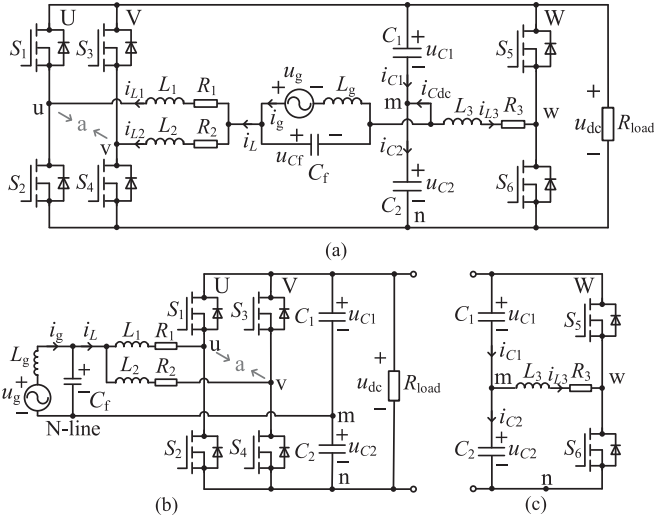 U V W
S1 S3 C1 + uC1 − S5
ug + − Lg iC1
iL1 L1 R1 m iCdc L3 iL3 R3 w + udc − Rload
u a v ig
iL2 L2 R2 iL + uCf − Cf iC2
S2 S4 C2 + uC2 − S6
n
(a)
U V W
S1 S3 C1 + uC1 − C1 + uC1 − S5
ig iL L1 R1 u iC1
Lg L2 R2 a v + udc − Rload m L3 iL3 R3 w
ug + − + − Cf m iC2
N-line
S2 S4 C2 + uC2 − C2 + uC2 − S6
n n
(b) (c)